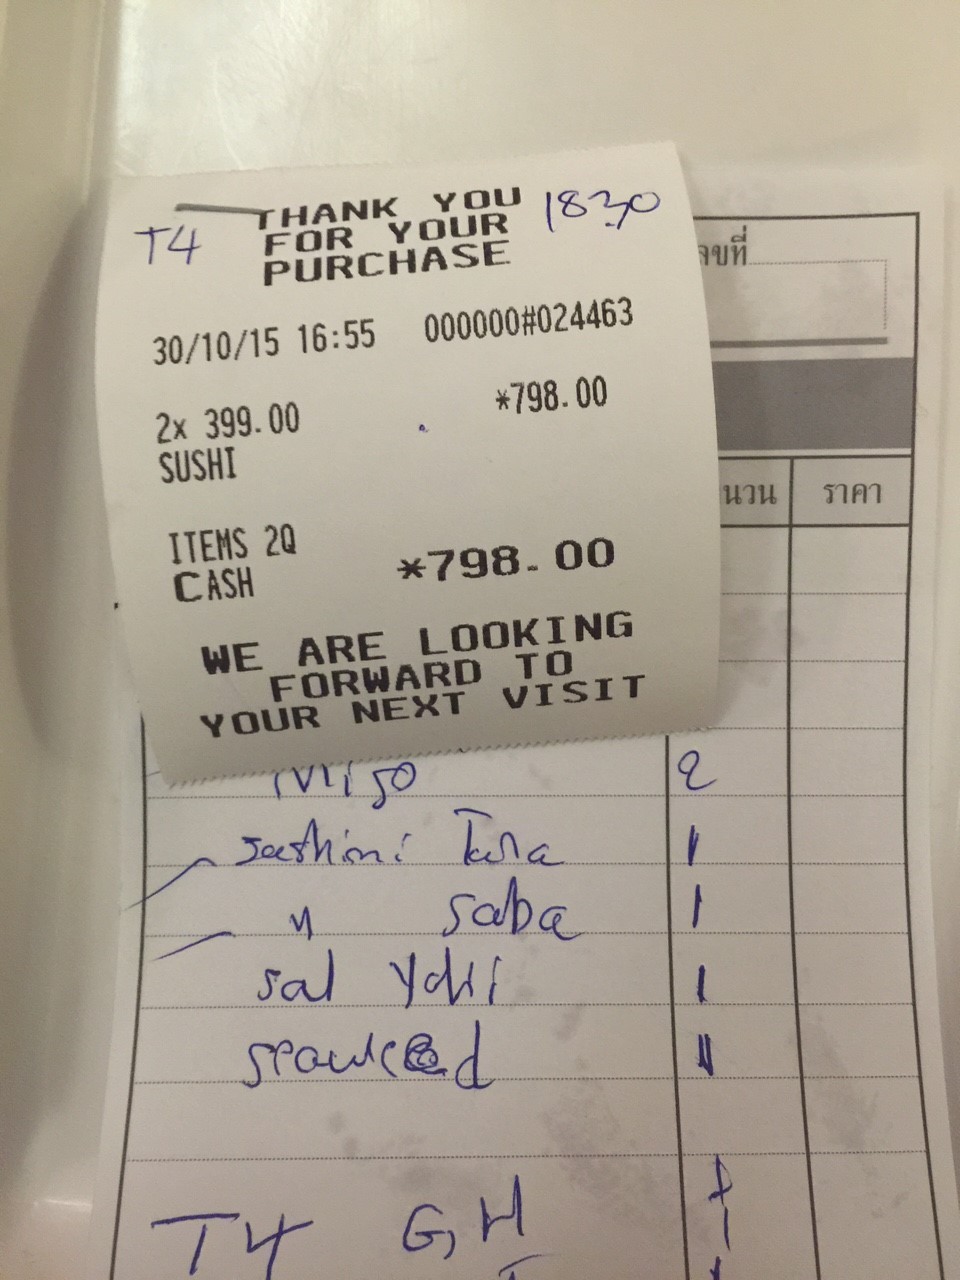 T4 THANK YOU 1830
FOR YOUR
PURCHASE
30/10/15 16:55 000000#024463
2x 399.00 *798.00
SUSHI
ITEMS 2Q
CASH *798.00
WE ARE LOOKING
FORWARD TO
YOUR NEXT VISIT
ราคา
Miso 2
sashimi 1
" saba 1
sal 1
seaweed
T4 G,H